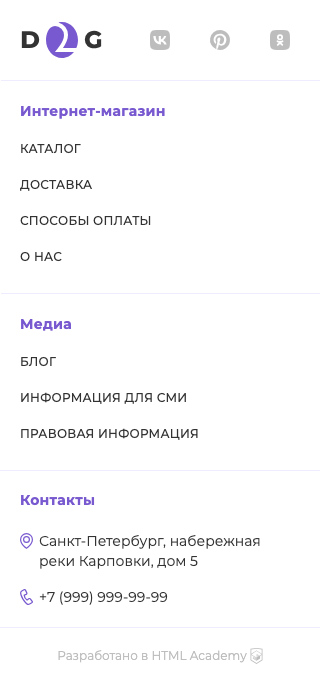 D2G
Интернет-магазин
КАТАЛОГ
ДОСТАВКА
СПОСОБЫ ОПЛАТЫ
О НАС
Медиа
БЛОГ
ИНФОРМАЦИЯ ДЛЯ СМИ
ПРАВОВАЯ ИНФОРМАЦИЯ
Контакты
Санкт-Петербург, набережная
реки Карповки, дом 5
+7 (999) 999-99-99
Разработано в HTML Academy